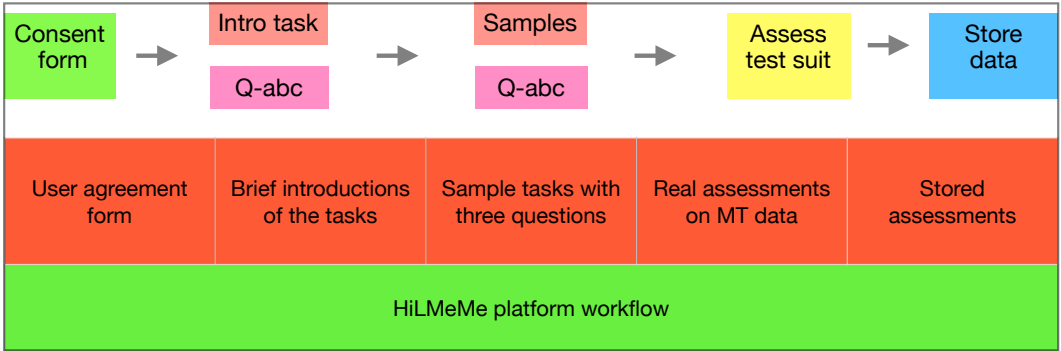 Consent
form
Intro task
Q-abc
Samples
Q-abc
Assess
test suit
Store
data
User agreement
form
Brief introductions
of the tasks
Sample tasks with
three questions
Real assessments
on MT data
Stored
assessments
HiLMeMe platform workflow